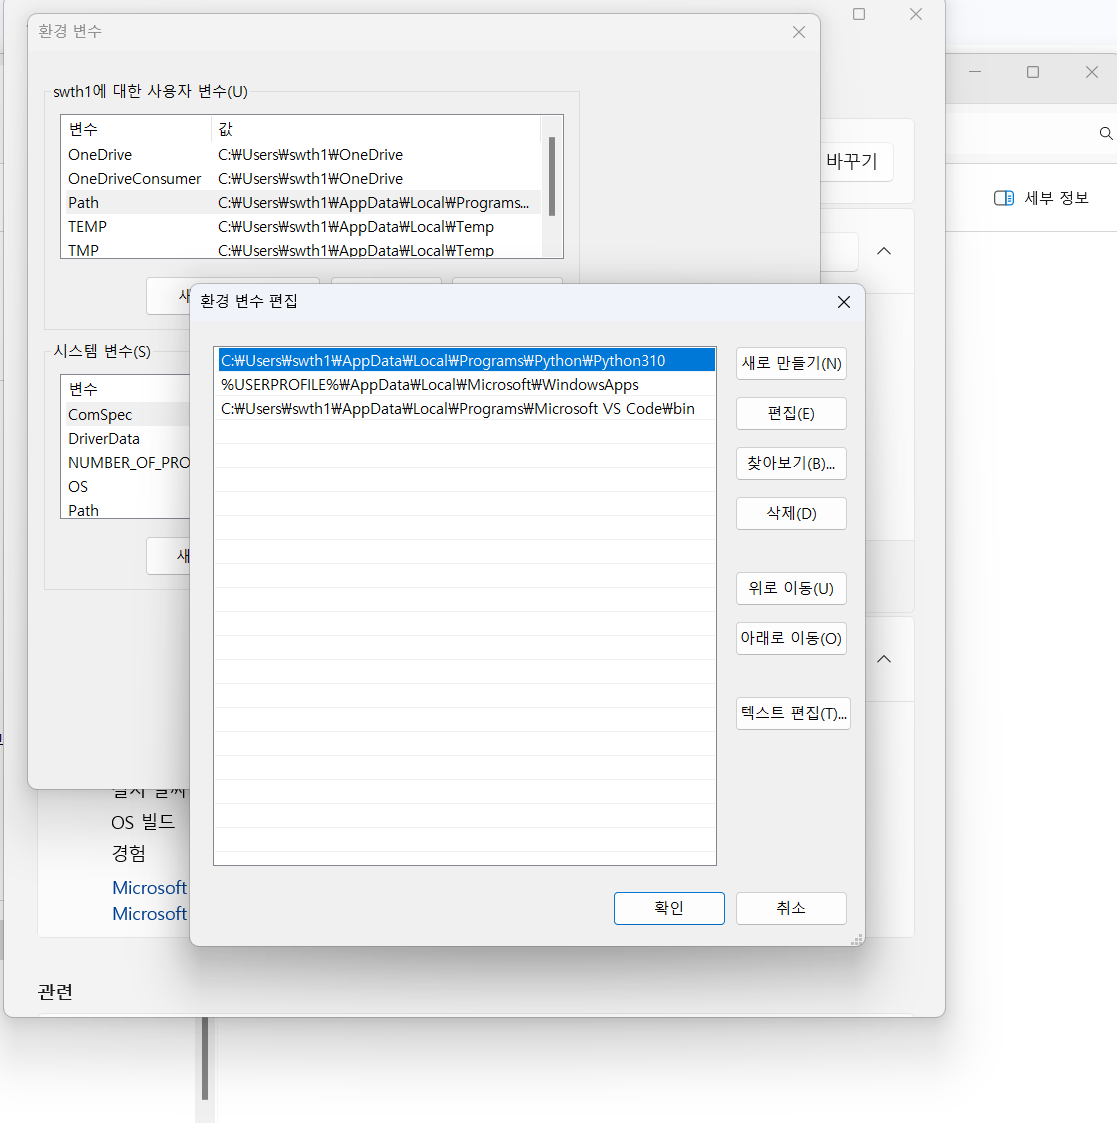 환경 변수
swth1에 대한 사용자 변수(U)
변수 값
OneDrive C:₩Users₩swth1₩OneDrive
OneDriveConsumer C:₩Users₩swth1₩OneDrive
Path C:₩Users₩swth1₩AppData₩Local₩Programs...
TEMP C:₩Users₩swth1₩AppData₩Local₩Temp
TMP C:₩Users₩swth1₩AppData₩Local₩Temp
바꾸기
세부 정보
시스템 변수(S)
변수
ComSpec
DriverData
NUMBER_OF_PRO
OS
Path
환경 변수 편집
C:₩Users₩swth1₩AppData₩Local₩Programs₩Python₩Python310
%USERPROFILE%₩AppData₩Local₩Microsoft₩WindowsApps
C:₩Users₩swth1₩AppData₩Local₩Programs₩Microsoft VS Code₩bin
새로 만들기(N)
편집(E)
찾아보기(B)...
삭제(D)
위로 이동(U)
아래로 이동(O)
텍스트 편집(T)...
확인
취소
OS 빌드
경험
Microsoft
Microsoft
관련